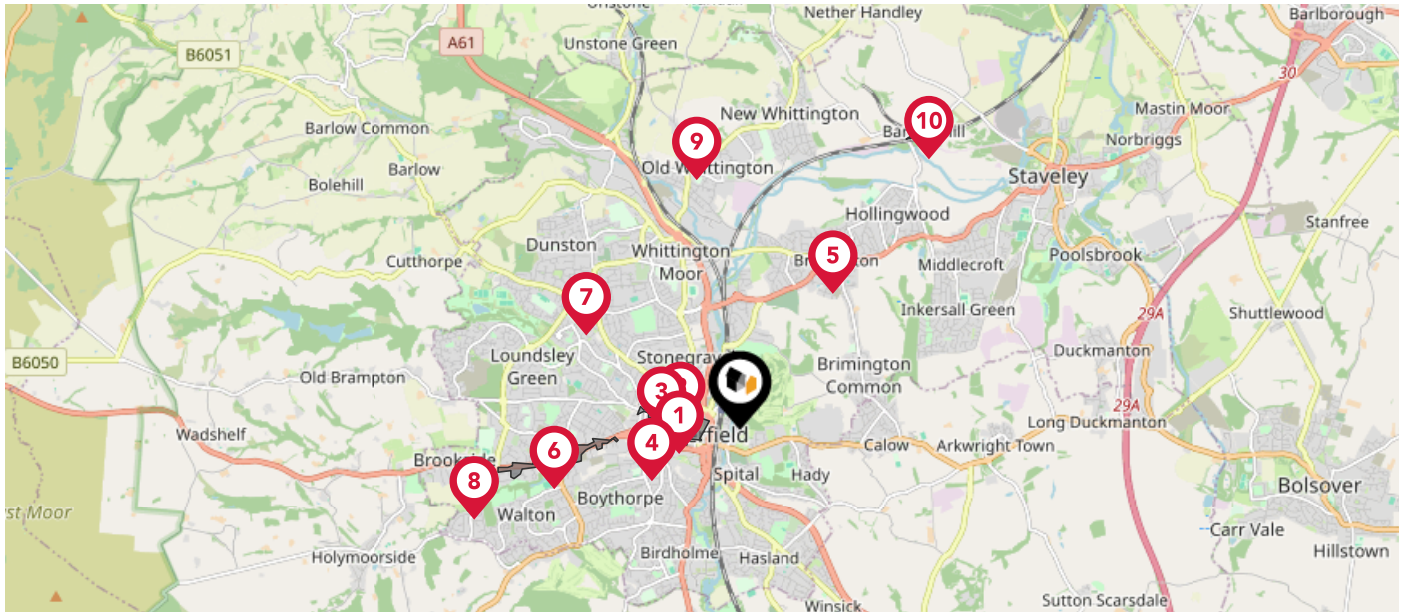 Nether Handley
Barlborough
A61
Unstone Green
B6051
30
New Whittington
Mastin Moor
10
Barlow Common
9
Norbriggs
Old Whittington
Barlow
Staveley
Bolehill
Hollingwood
Stanfree
Dunston
Whittington
Moor
5
Poolsbrook
Cutthorpe
Middlecroft
7
Inkersall Green
29A
Shuttlewood
Duckmanton
Loundsley
Green
B6050
Old Brampton
Brimington
Common
3
29A
1
Long Duckmanton
Wadshelf
4
Calow
Arkwright Town
6
8
Spital
Hady
Bolsover
Boythorpe
Walton
Carr Vale
Holymoorside
Birdholme
Hasland
Hillstown
Winsick
Sutton Scarsdale